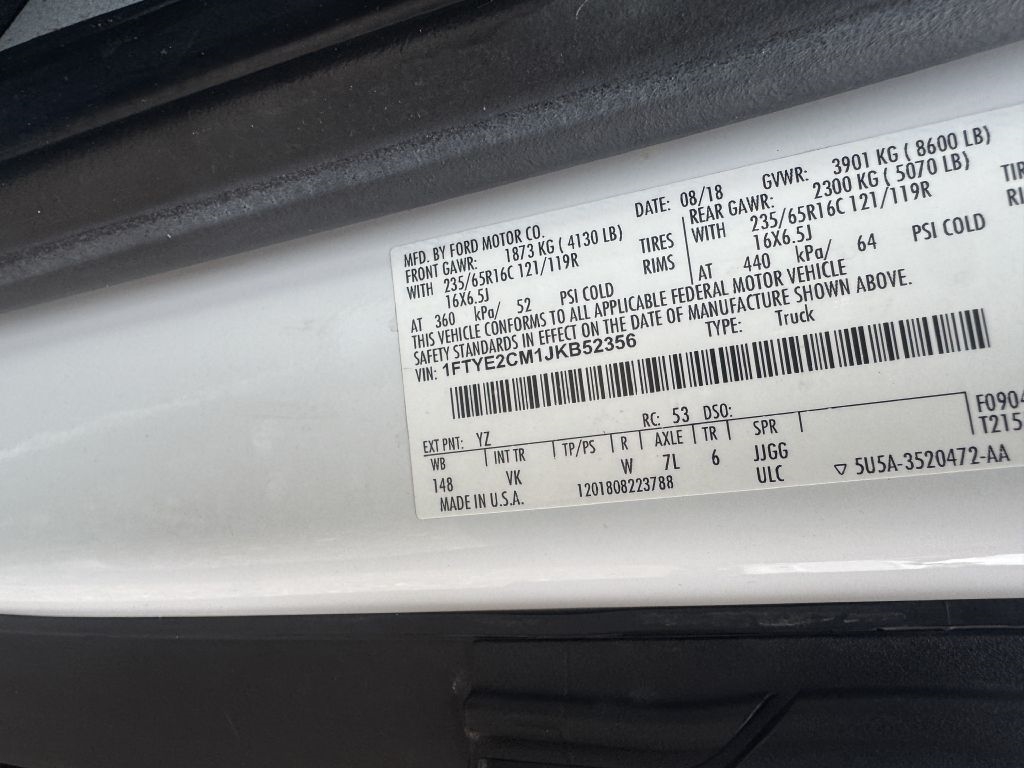 MFD. BY FORD MOTOR CO. DATE: 08/18 GVWR: 3901 KG ( 8600 LB)
FRONT GAWR: 1873 KG ( 4130 LB) REAR GAWR: 2300 KG ( 5070 LB)
WITH 235/65R16C 121/119R TIRES WITH 235/65R16C 121/119R TIR
16X6.5J RIMS 16X6.5J RI
AT 360 kPa/ 52 PSI COLD AT 440 kPa/ 64 PSI COLD
THIS VEHICLE CONFORMS TO ALL APPLICABLE FEDERAL MOTOR VEHICLE
SAFETY STANDARDS IN EFFECT ON THE DATE OF MANUFACTURE SHOWN ABOVE.
VIN: 1FTYE2CM1JKB52356 TYPE: Truck
EXT PNT: YZ RC: 53 DSO: F0904
WB INT TR TP/PS R AXLE TR SPR T215
148 VK W 7L 6 JJGG
MADE IN U.S.A. 1201808223788 ULC ▽ 5U5A-3520472-AA